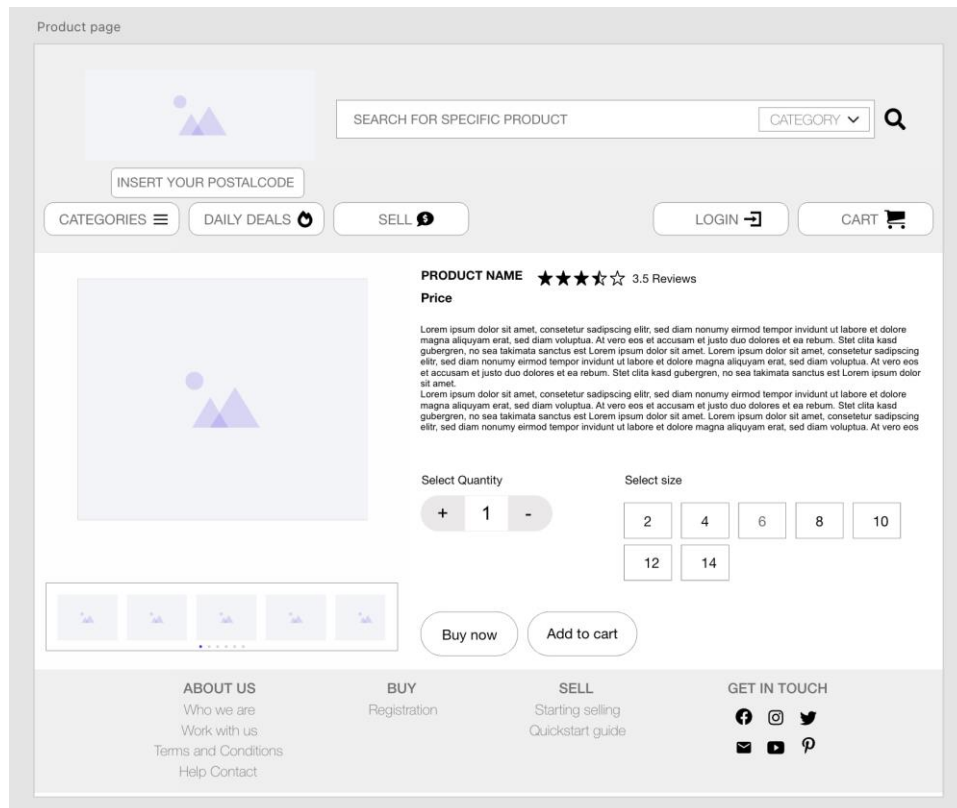 Product page
SEARCH FOR SPECIFIC PRODUCT
CATEGORY
INSERT YOUR POSTALCODE
CATEGORIES
DAILY DEALS
SELL
LOGIN
CART
PRODUCT NAME
3.5 Reviews
Price
Lorem ipsum dolor sit amet, consetetur sadipscing elitr, sed diam nonumy eirmod tempor invidunt ut labore et dolore
magna aliquyam erat, sed diam voluptua. At vero eos et accusam et justo duo dolores et ea rebum. Stet clita kasd
gubergren, no sea takimata sanctus est Lorem ipsum dolor sit amet. Lorem ipsum dolor sit amet, consetetur sadipscing
elitr, sed diam nonumy eirmod tempor invidunt ut labore et dolore magna aliquyam erat, sed diam voluptua. At vero eos
et accusam et justo duo dolores et ea rebum. Stet clita kasd gubergren, no sea takimata sanctus est Lorem ipsum dolor
sit amet.
Lorem ipsum dolor sit amet, consetetur sadipscing elitr, sed diam nonumy eirmod tempor invidunt ut labore et dolore
magna aliquyam erat, sed diam voluptua. At vero eos et accusam et justo duo dolores et ea rebum. Stet clita kasd
gubergren, no sea takimata sanctus est Lorem ipsum dolor sit amet. Lorem ipsum dolor sit amet, consetetur sadipscing
elitr, sed diam nonumy eirmod tempor invidunt ut labore et dolore magna aliquyam erat, sed diam voluptua. At vero eos
Select Quantity
+ 1 -
Select size
2 4 6 8 10
12 14
Buy now
Add to cart
ABOUT US
Who we are
Work with us
Terms and Conditions
Help Contact
BUY
Registration
SELL
Starting selling
Quickstart guide
GET IN TOUCH